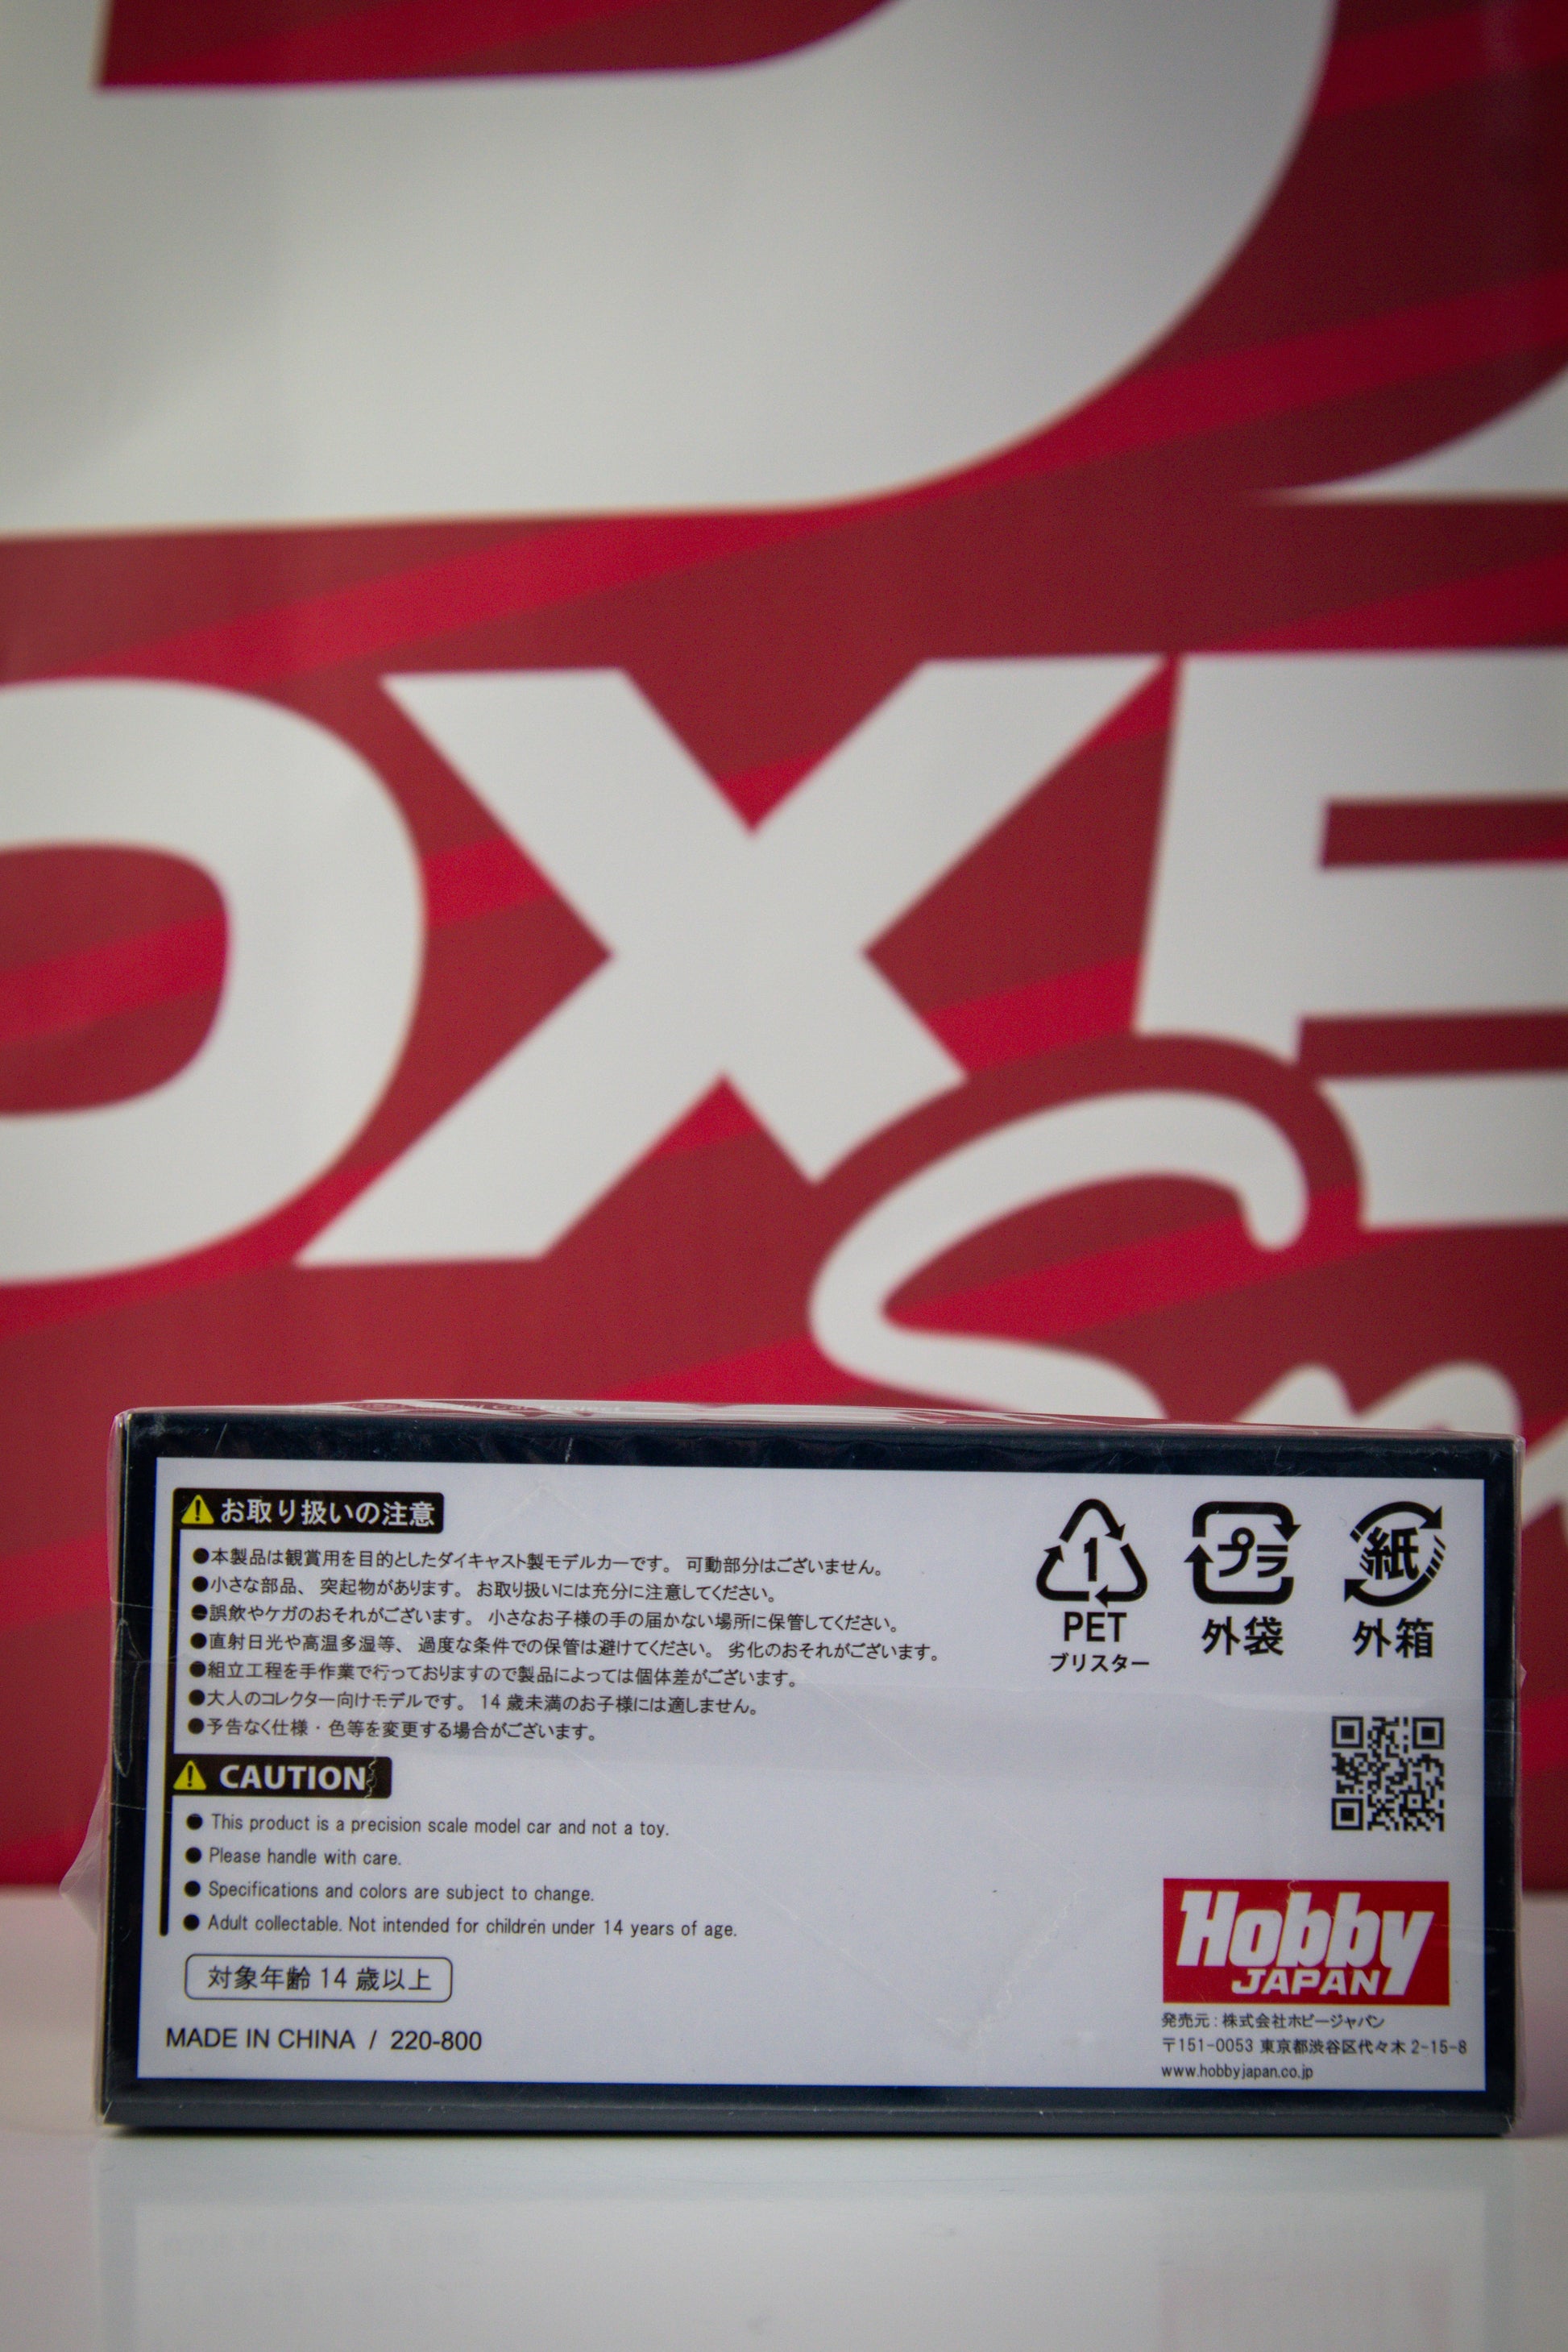 OXE
お取り扱いの注意
●本製品は観賞用を目的としたダイキャスト製モデルカーです。 可動部分はございません。
●小さな部品、 突起物があります。 お取り扱いには充分に注意してください。
●誤飲やケガのおそれがございます。 小さなお子様の手の届かない場所に保管してください。
●直射日光や高温多湿等、 過度な条件での保管は避けてください。 劣化のおそれがございます。
●組立工程を手作業で行っておりますので製品によっては個体差がございます。
●大人のコレクター向けモデルです。 14 歳未満のお子様には適しません。
●予告なく仕様・色等を変更する場合がございます。
CAUTION
● This product is a precision scale model car and not a toy.
● Please handle with care.
● Specifications and colors are subject to change.
● Adult collectable. Not intended for children under 14 years of age.
対象年齢 14 歳以上
MADE IN CHINA / 220-800
1
PET
ブリスター
プラ
外袋
紙
外箱
Hobby
JAPAN
発売元 : 株式会社ホビージャパン
〒151-0053 東京都渋谷区代々木 2-15-8
www.hobbyjapan.co.jp